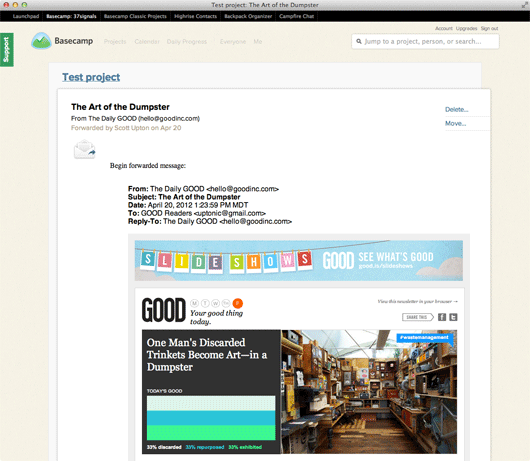 Test project: The Art of the Dumpster
Launchpad Basecamp: 37signals Basecamp Classic Projects Highrise Contacts Backpack Organizer Campfire Chat
Account Upgrades Sign out
Support
Basecamp Projects Calendar Daily Progress Everyone Me
Jump to a project, person, or search...
Test project
The Art of the Dumpster
From The Daily GOOD (hello@goodinc.com)
Forwarded by Scott Upton on Apr 20
Delete...
Move...
Begin forwarded message:
From: The Daily GOOD <hello@goodinc.com>
Subject: The Art of the Dumpster
Date: April 20, 2012 1:23:59 PM MDT
To: GOOD Readers <uptonic@gmail.com>
Reply-To: The Daily GOOD <hello@goodinc.com>
SLIDESHOWS GOOD SEE WHAT'S GOOD
good.is/slideshows
GOOD M T W TH F
Your good thing
today.
View this newsletter in your browser →
SHARE THIS
#wastemanagement
One Man's Discarded
Trinkets Become Art—in a
Dumpster
TODAY'S GOOD
33% discarded 33% repurposed 33% exhibited